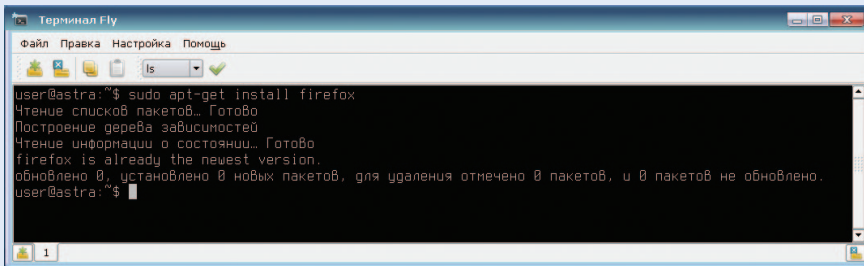 Терминал Fly
Файл Правка Настройка Помощь
ls
user@astra:~$ sudo apt-get install firefox
Чтение списков пакетов… Готово
Построение дерева зависимостей
Чтение информации о состоянии… Готово
firefox is already the newest version.
обновлено 0, установлено 0 новых пакетов, для удаления отмечено 0 пакетов, и 0 пакетов не обновлено.
user@astra:~$
1